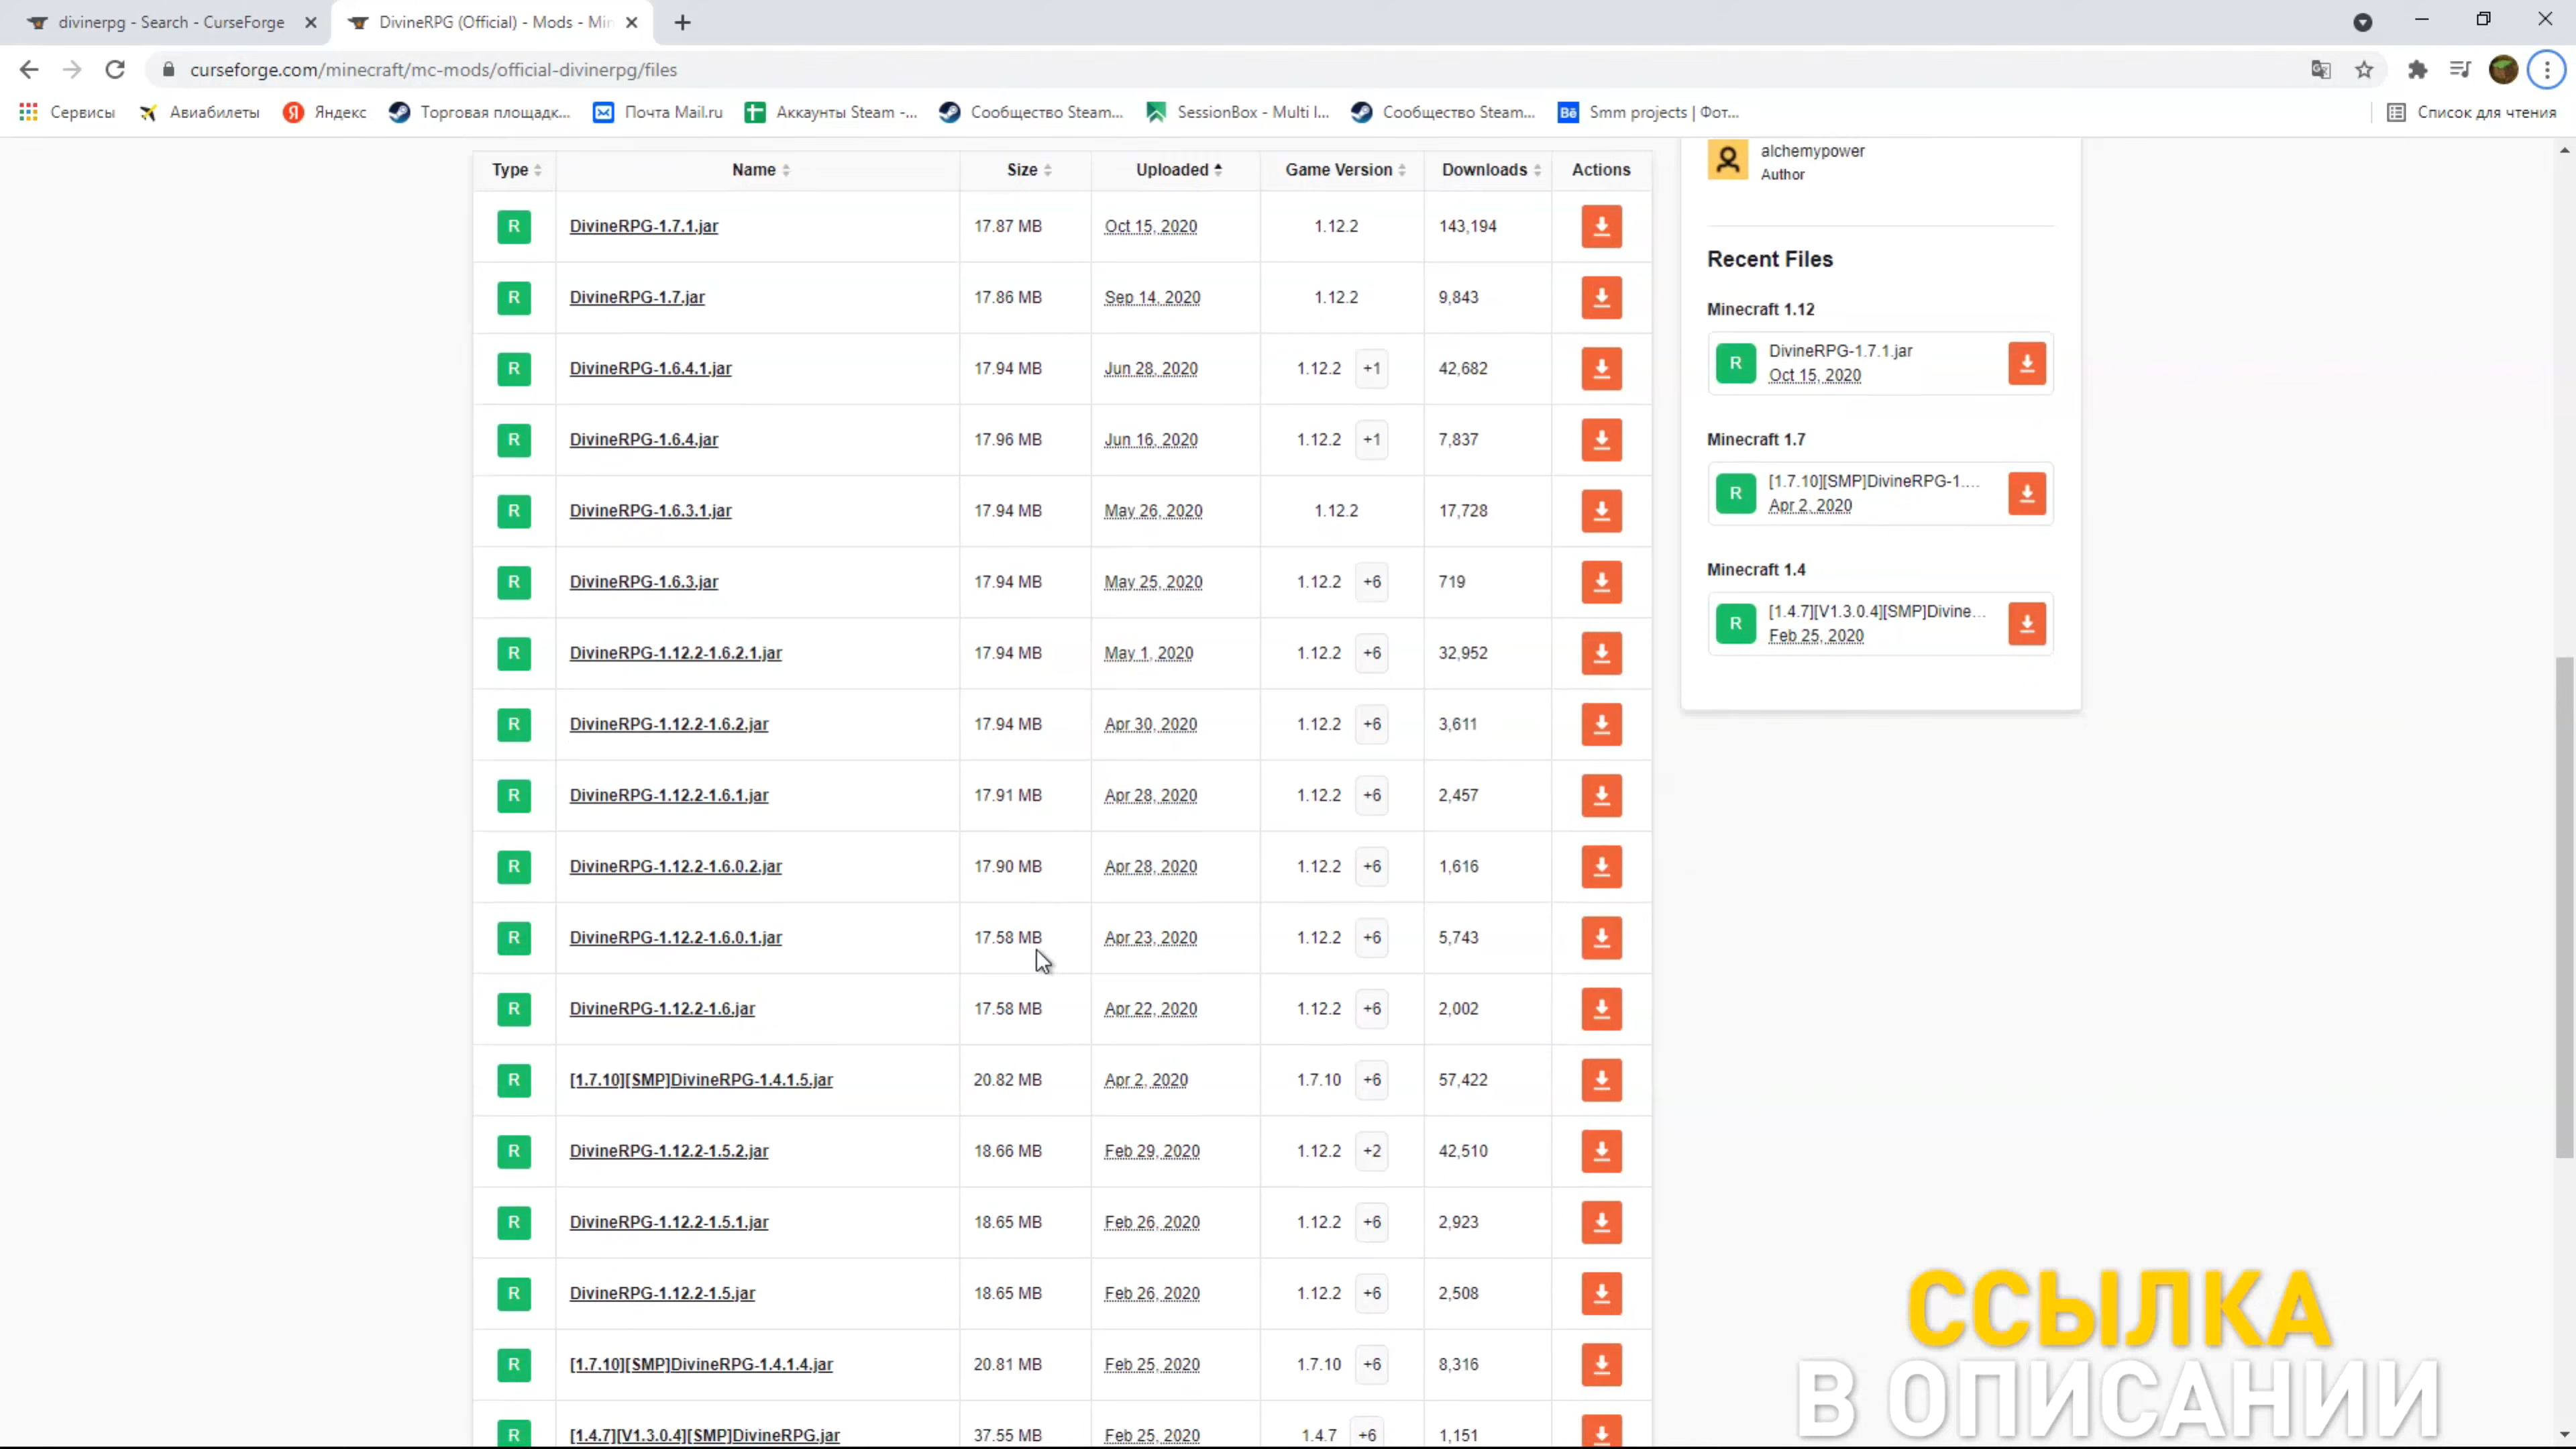 divinerpg - Search - CurseForge
DivineRPG (Official) - Mods - Min
curseforge.com/minecraft/mc-mods/official-divinerpg/files
Сервисы Авиабилеты Яндекс Торговая площадк... Почта Mail.ru Аккаунты Steam -... Сообщество Steam... SessionBox - Multi l... Сообщество Steam... Smm projects | Фот... Список для чтения
Type Name Size Uploaded Game Version Downloads Actions
R DivineRPG-1.7.1.jar 17.87 MB Oct 15, 2020 1.12.2 143,194
R DivineRPG-1.7.jar 17.86 MB Sep 14, 2020 1.12.2 9,843
R DivineRPG-1.6.4.1.jar 17.94 MB Jun 28, 2020 1.12.2 +1 42,682
R DivineRPG-1.6.4.jar 17.96 MB Jun 16, 2020 1.12.2 +1 7,837
R DivineRPG-1.6.3.1.jar 17.94 MB May 26, 2020 1.12.2 17,728
R DivineRPG-1.6.3.jar 17.94 MB May 25, 2020 1.12.2 +6 719
R DivineRPG-1.12.2-1.6.2.1.jar 17.94 MB May 1, 2020 1.12.2 +6 32,952
R DivineRPG-1.12.2-1.6.2.jar 17.94 MB Apr 30, 2020 1.12.2 +6 3,611
R DivineRPG-1.12.2-1.6.1.jar 17.91 MB Apr 28, 2020 1.12.2 +6 2,457
R DivineRPG-1.12.2-1.6.0.2.jar 17.90 MB Apr 28, 2020 1.12.2 +6 1,616
R DivineRPG-1.12.2-1.6.0.1.jar 17.58 MB Apr 23, 2020 1.12.2 +6 5,743
R DivineRPG-1.12.2-1.6.jar 17.58 MB Apr 22, 2020 1.12.2 +6 2,002
R [1.7.10][SMP]DivineRPG-1.4.1.5.jar 20.82 MB Apr 2, 2020 1.7.10 +6 57,422
R DivineRPG-1.12.2-1.5.2.jar 18.66 MB Feb 29, 2020 1.12.2 +2 42,510
R DivineRPG-1.12.2-1.5.1.jar 18.65 MB Feb 26, 2020 1.12.2 +6 2,923
R DivineRPG-1.12.2-1.5.jar 18.65 MB Feb 26, 2020 1.12.2 +6 2,508
R [1.7.10][SMP]DivineRPG-1.4.1.4.jar 20.81 MB Feb 25, 2020 1.7.10 +6 8,316
R [1.4.7][V1.3.0.4][SMP]DivineRPG.jar 37.55 MB Feb 25, 2020 1.4.7 +6 1,151
alchemypower
Author
Recent Files
Minecraft 1.12
R DivineRPG-1.7.1.jar
Oct 15, 2020
Minecraft 1.7
R [1.7.10][SMP]DivineRPG-1....
Apr 2, 2020
Minecraft 1.4
R [1.4.7][V1.3.0.4][SMP]Divine...
Feb 25, 2020
ССЫЛКА
В ОПИСАНИИ